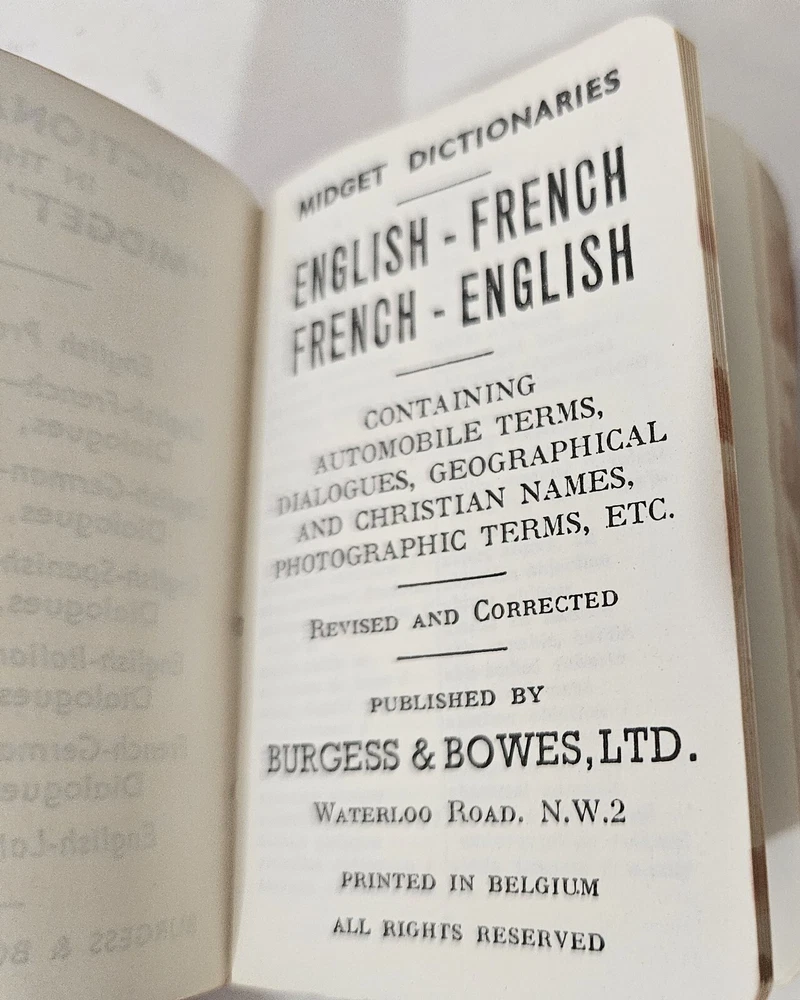 MIDGET DICTIONARIES
ENGLISH - FRENCH
FRENCH - ENGLISH
CONTAINING
AUTOMOBILE TERMS,
DIALOGUES, GEOGRAPHICAL
AND CHRISTIAN NAMES,
PHOTOGRAPHIC TERMS, ETC.
REVISED AND CORRECTED
PUBLISHED BY
BURGESS & BOWES, LTD.
WATERLOO ROAD. N.W.2
PRINTED IN BELGIUM
ALL RIGHTS RESERVED